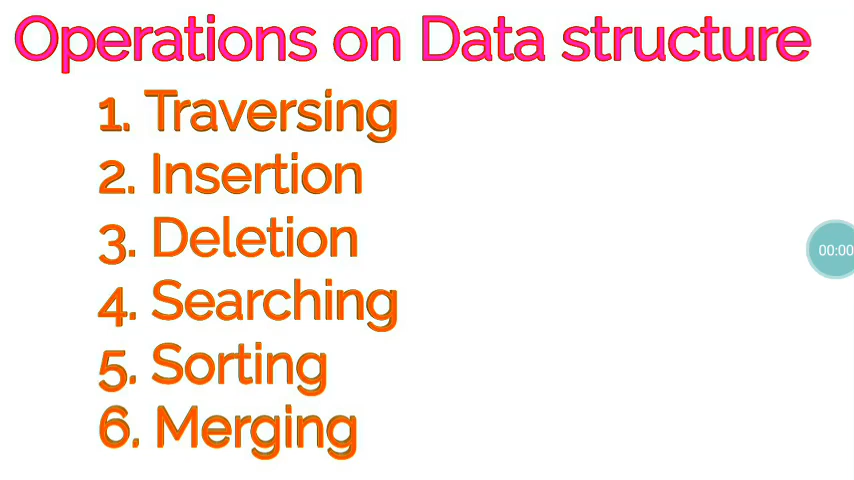 Operations on Data structure
1. Traversing
2. Insertion
3. Deletion
4. Searching
00:00
5. Sorting
6. Merging